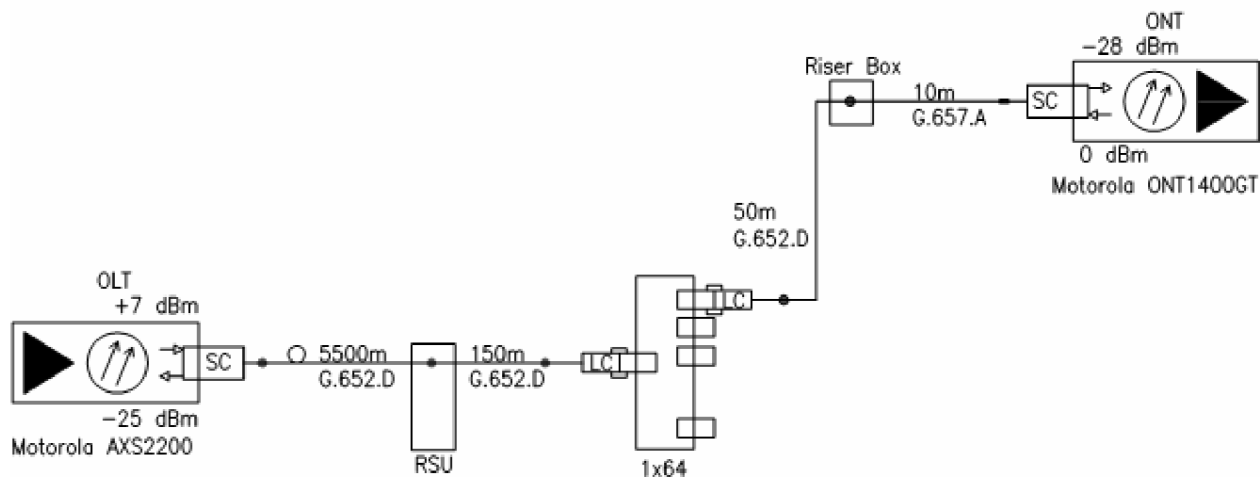 ONT
-28 dBm
Riser Box
10m
G.657.A
SC
0 dBm
Motorola ONT1400GT
50m
G.652.D
OLT
+7 dBm
LC
SC
5500m
G.652.D
150m
G.652.D
LC
-25 dBm
Motorola AXS2200
RSU
1x64